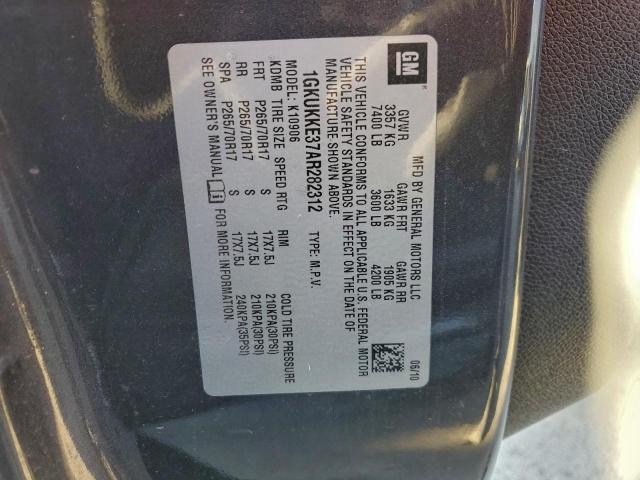 GM
MFD BY GENERAL MOTORS LLC
06/10
GVWR GAWR FRT GAWR RR
3357 KG 1633 KG 1905 KG
7400 LB 3600 LB 4200 LB
THIS VEHICLE CONFORMS TO ALL APPLICABLE U.S. FEDERAL MOTOR
VEHICLE SAFETY STANDARDS IN EFFECT ON THE DATE OF
MANUFACTURE SHOWN ABOVE.
1GKUKKE37AR282312 TYPE: M.P.V.
MODEL: K10906
KDMB TIRE SIZE SPEED RTG RIM COLD TIRE PRESSURE
FRT P265/70R17 S 17X7.5J 210KPA(30PSI)
RR P265/70R17 S 17X7.5J 210KPA(30PSI)
SPA P265/70R17 S 17X7.5J 240KPA(35PSI)
SEE OWNER'S MANUAL FOR MORE INFORMATION.